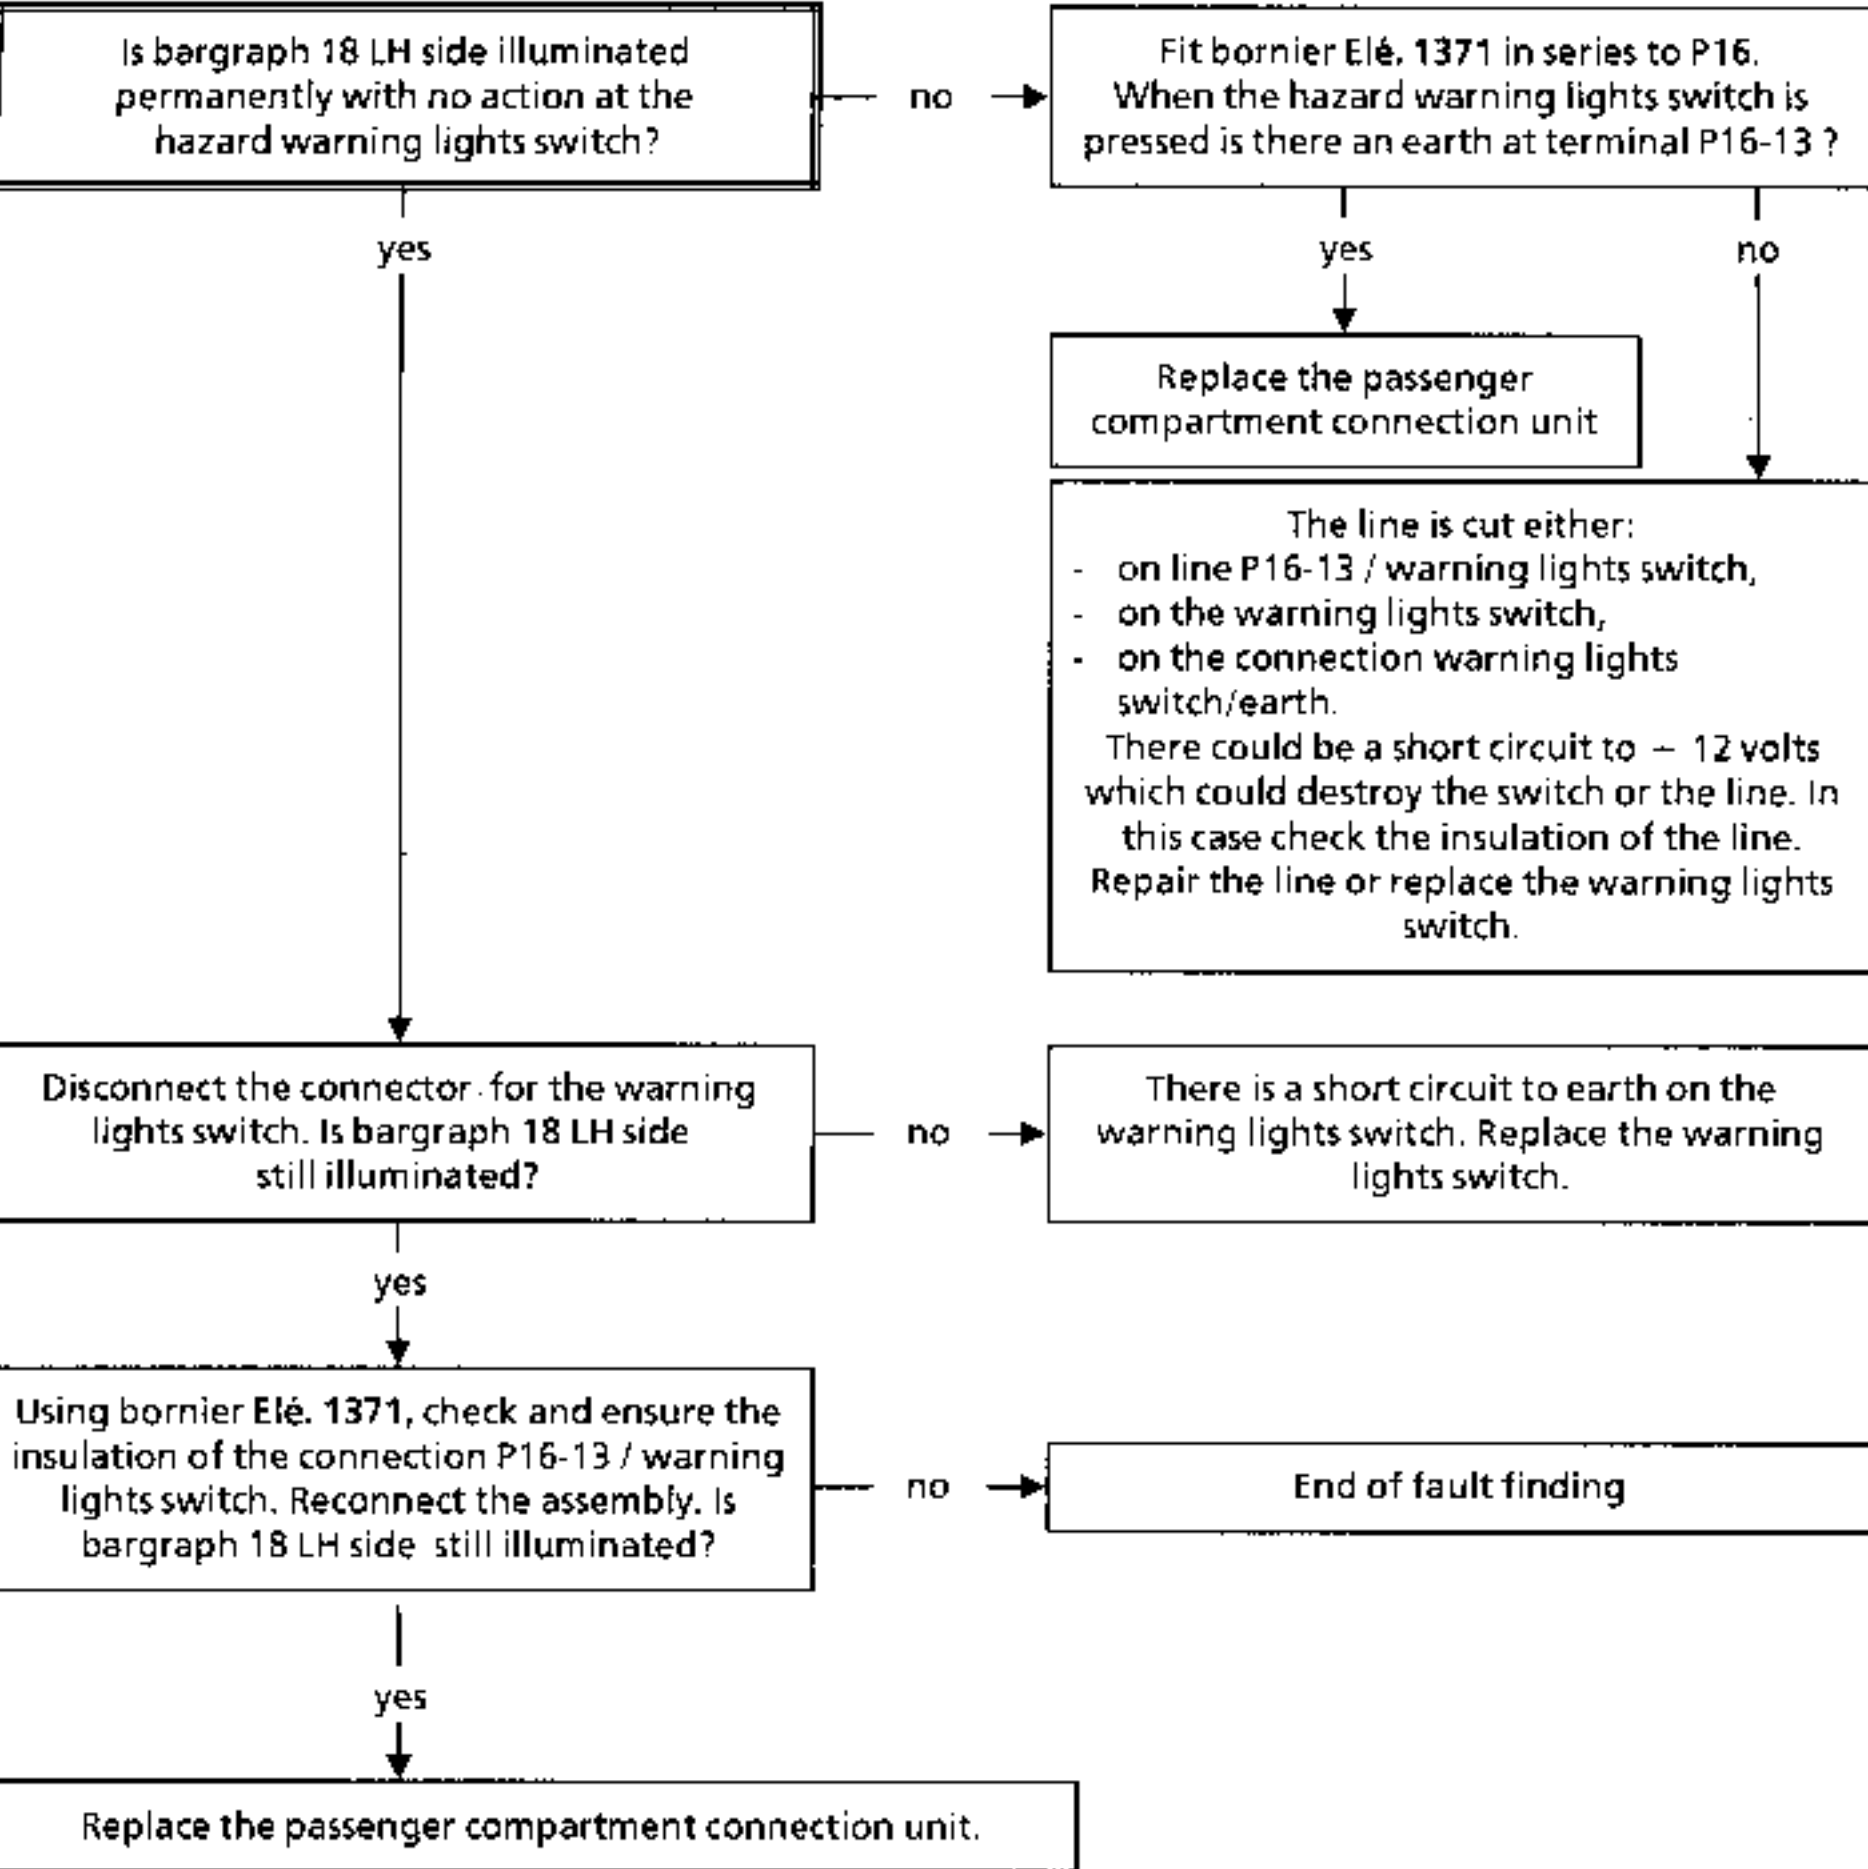 Is bargraph 18 LH side illuminated
permanently with no action at the
hazard warning lights switch?
no
Fit bornier Elé. 1371 in series to P16.
When the hazard warning lights switch is
pressed is there an earth at terminal P16-13 ?
yes
yes
no
Replace the passenger
compartment connection unit
The line is cut either:
- on line P16-13 / warning lights switch,
- on the warning lights switch,
- on the connection warning lights
switch/earth.
There could be a short circuit to – 12 volts
which could destroy the switch or the line. In
this case check the insulation of the line.
Repair the line or replace the warning lights
switch.
Disconnect the connector for the warning
lights switch. Is bargraph 18 LH side
still illuminated?
no
There is a short circuit to earth on the
warning lights switch. Replace the warning
lights switch.
yes
Using bornier Elé. 1371, check and ensure the
insulation of the connection P16-13 / warning
lights switch. Reconnect the assembly. Is
bargraph 18 LH side still illuminated?
no
End of fault finding
yes
Replace the passenger compartment connection unit.